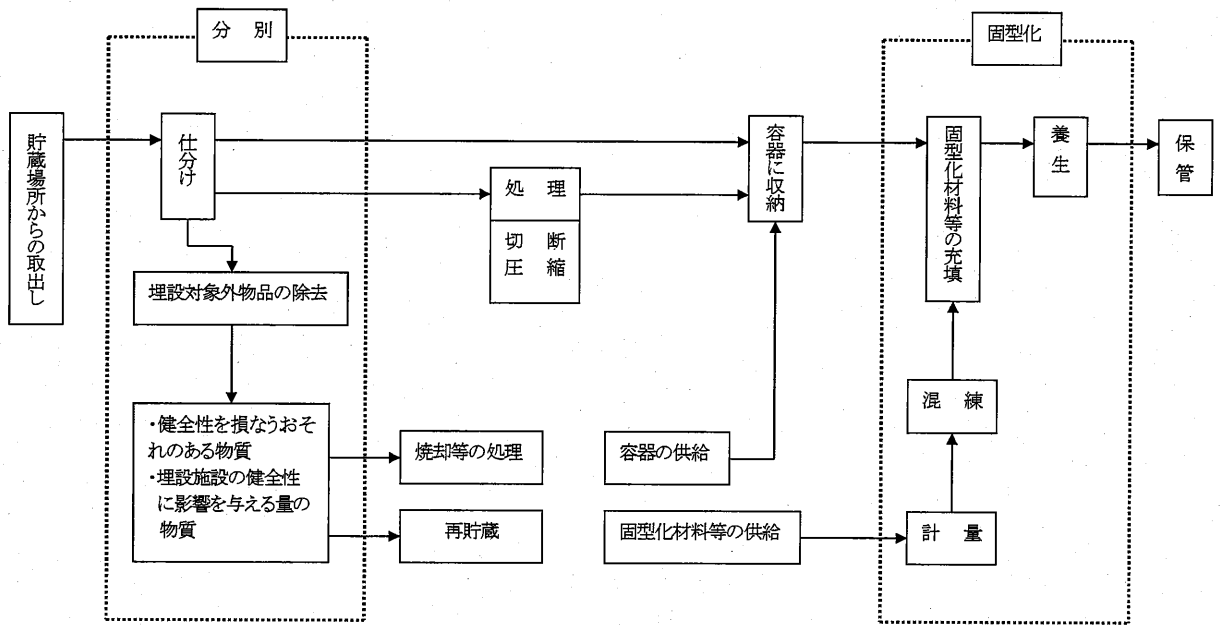 分　別
固型化
貯蔵場所からの取出し
仕分け
容器に収納
固型化材料等の充填
養生
保管
処　理
切　断
圧　縮
埋設対象外物品の除去
混　練
・健全性を損なうおそ
れのある物質
・埋設施設の健全性
に影響を与える量の
物質
焼却等の処理
容器の供給
再貯蔵
固型化材料等の供給
計　量